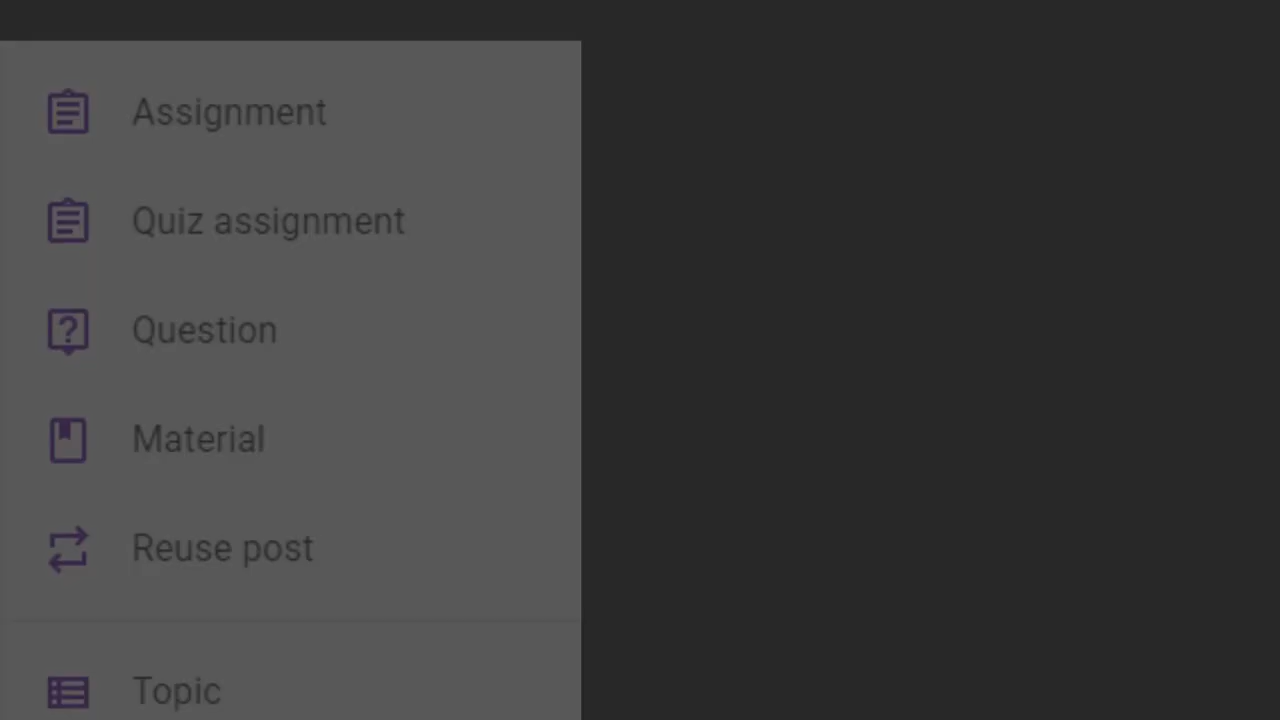 Assignment
Quiz assignment
Question
Material
Reuse post
Topic